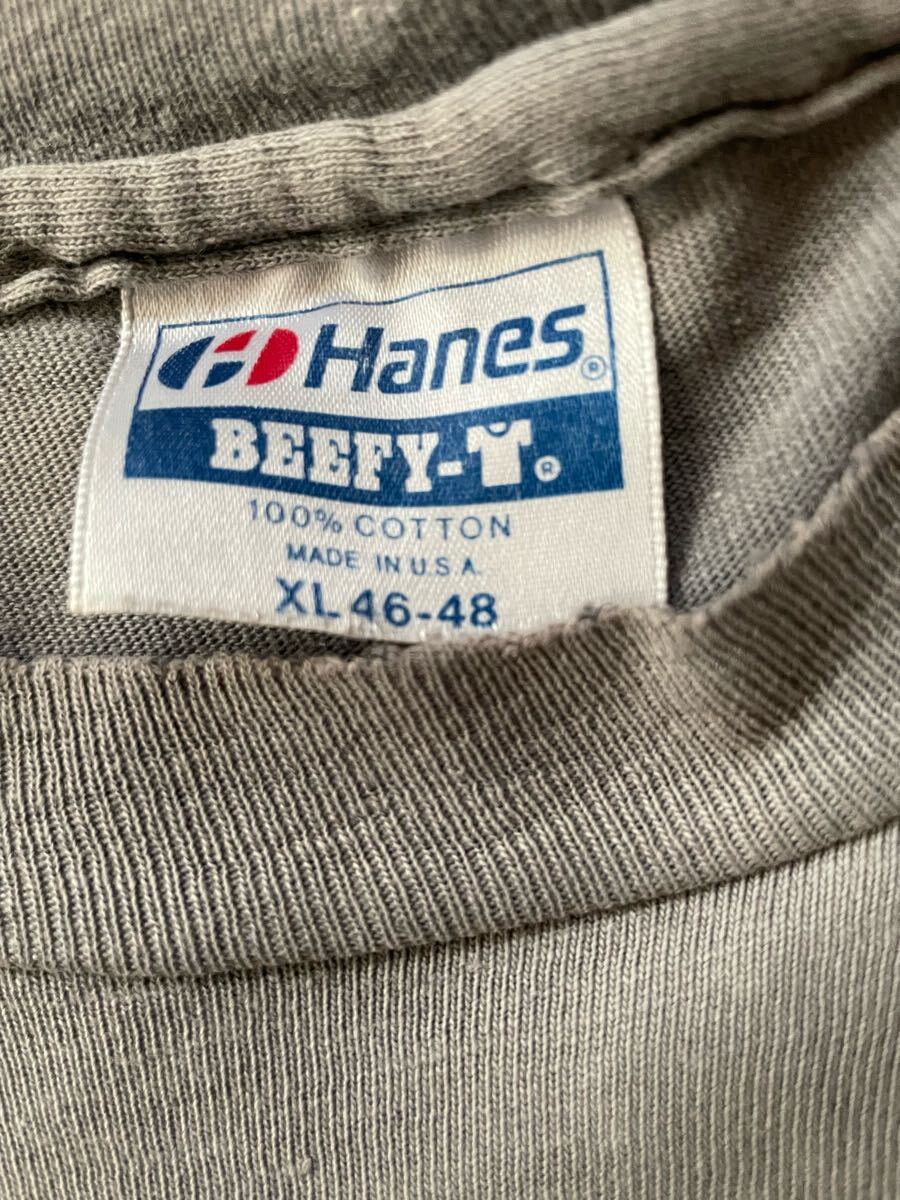 Hanes®
BEEFY-T®
100% COTTON
MADE IN U.S.A.
XL 46-48